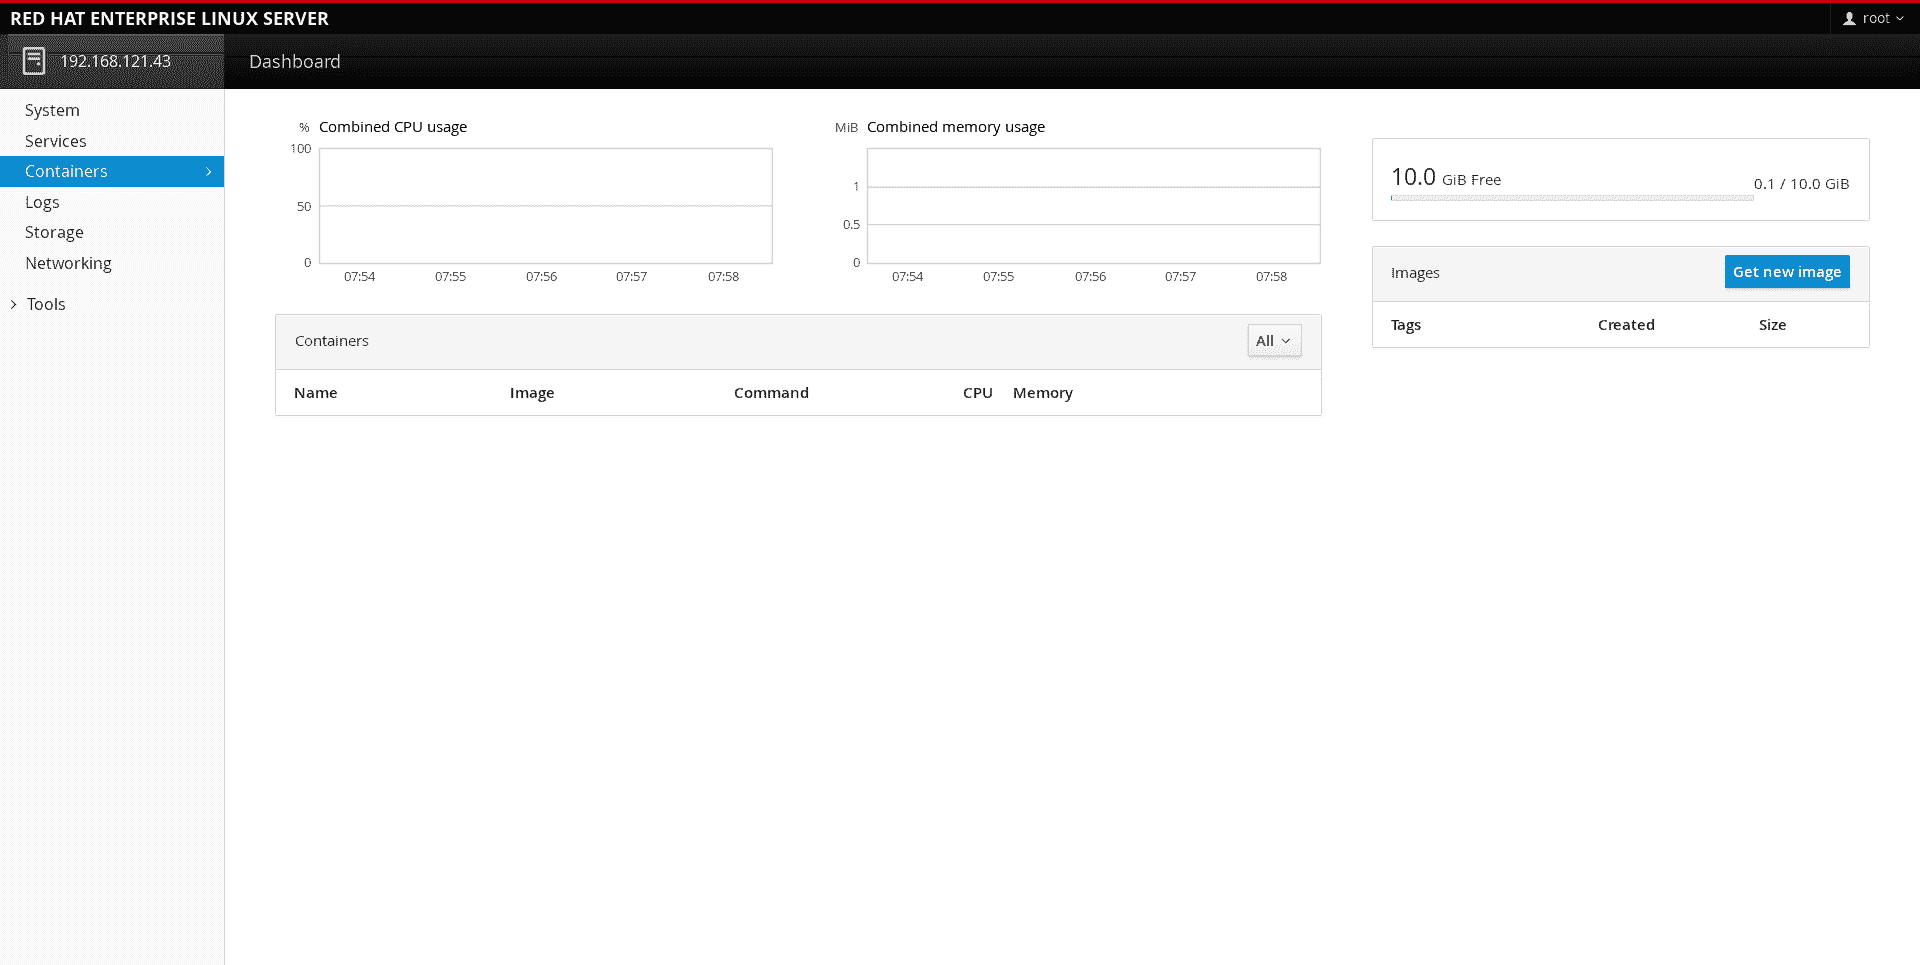 RED HAT ENTERPRISE LINUX SERVER
root
192.168.121.43
Dashboard
System
Services
Containers
Logs
Storage
Networking
Tools
% Combined CPU usage
100
50
0
07:54 07:55 07:56 07:57 07:58
MiB Combined memory usage
1
0.5
0
07:54 07:55 07:56 07:57 07:58
Containers All
Name Image Command CPU Memory
10.0 GiB Free 0.1 / 10.0 GiB
Images Get new image
Tags Created Size